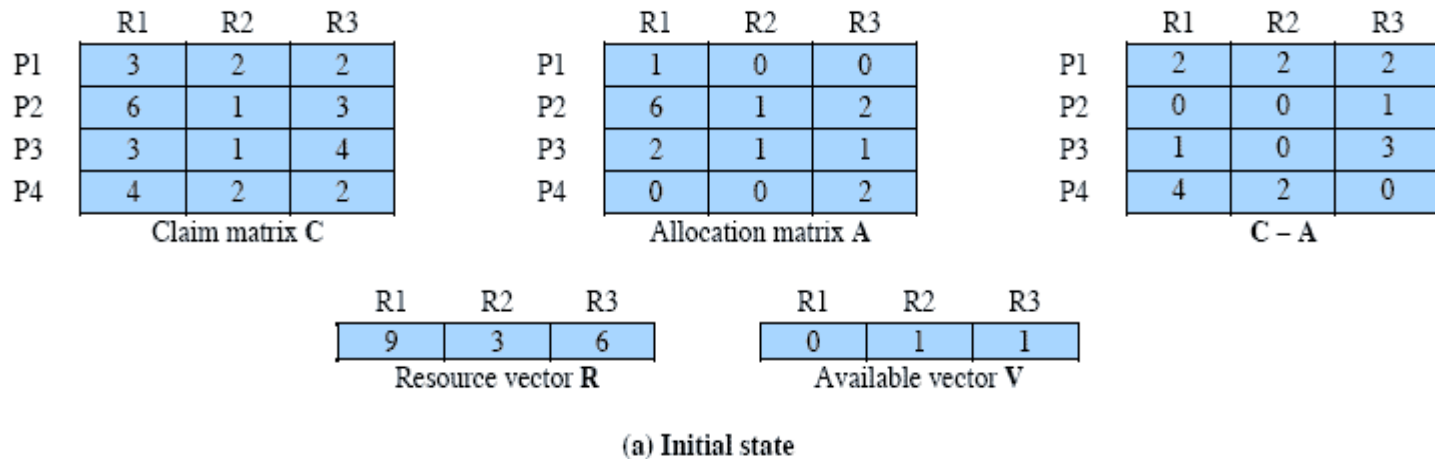 R1 R2 R3 R1 R2 R3 R1 R2 R3
P1 3 2 2 P1 1 0 0 P1 2 2 2
P2 6 1 3 P2 6 1 2 P2 0 0 1
P3 3 1 4 P3 2 1 1 P3 1 0 3
P4 4 2 2 P4 0 0 2 P4 4 2 0
Claim matrix C Allocation matrix A C – A
R1 R2 R3 R1 R2 R3
9 3 6 0 1 1
Resource vector R Available vector V
(a) Initial state